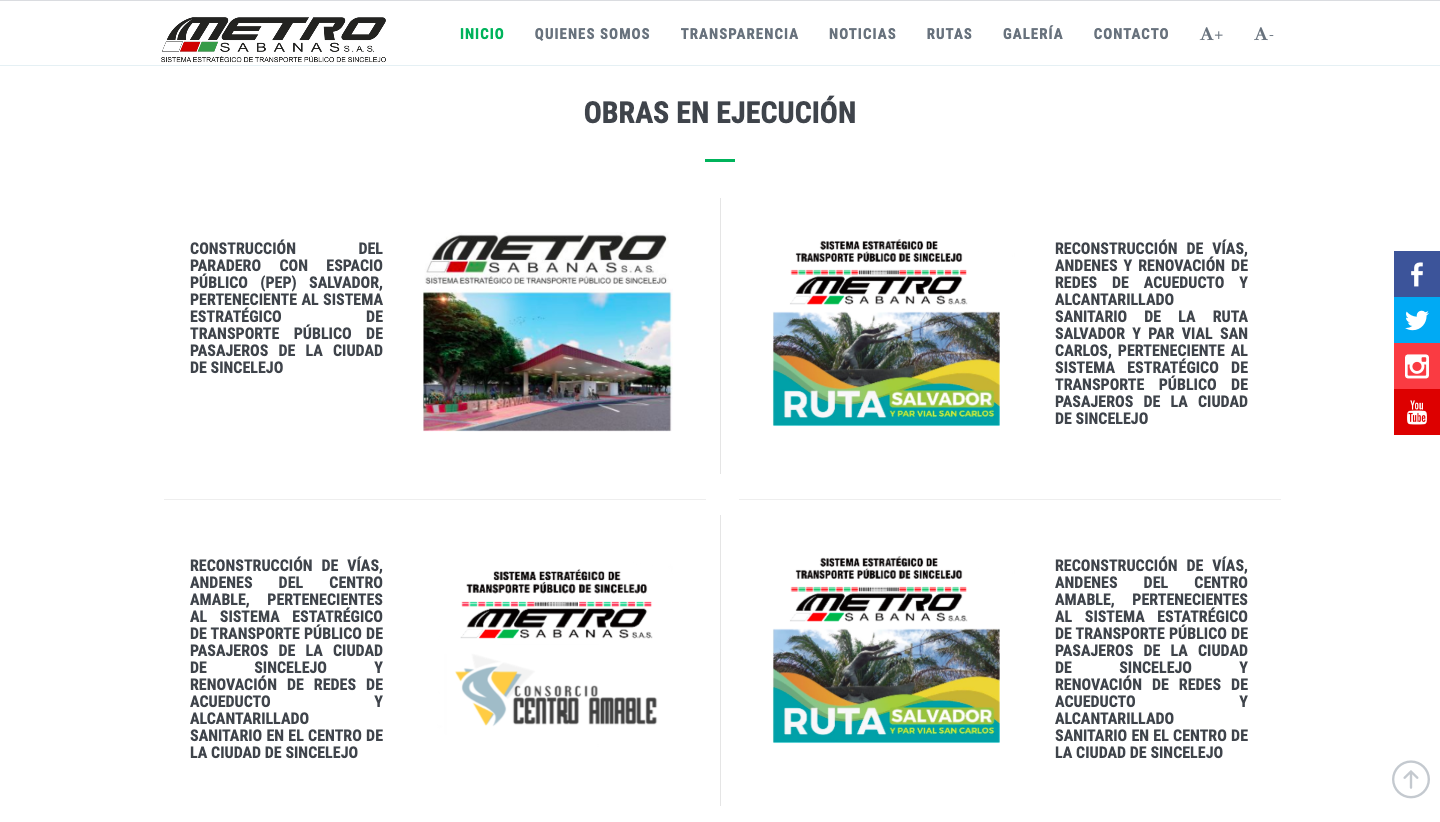 METRO
SABANAS S.A.S.
SISTEMA ESTRATÉGICO DE TRANSPORTE PÚBLICO DE SINCELEJO
INICIO QUIENES SOMOS TRANSPARENCIA NOTICIAS RUTAS GALERÍA CONTACTO A+ A-
OBRAS EN EJECUCIÓN
CONSTRUCCIÓN DEL
PARADERO CON ESPACIO
PÚBLICO (PEP) SALVADOR,
PERTENECIENTE AL SISTEMA
ESTRATÉGICO DE
TRANSPORTE PÚBLICO DE
PASAJEROS DE LA CIUDAD
DE SINCELEJO
METRO
SABANAS S.A.S.
SISTEMA ESTRATÉGICO DE TRANSPORTE PÚBLICO DE SINCELEJO
SISTEMA ESTRATÉGICO DE
TRANSPORTE PÚBLICO DE SINCELEJO
METRO
SABANAS S.A.S.
RUTA SALVADOR
Y PAR VIAL SAN CARLOS
RECONSTRUCCIÓN DE VÍAS,
ANDENES Y RENOVACIÓN DE
REDES DE ACUEDUCTO Y
ALCANTARILLADO
SANITARIO DE LA RUTA
SALVADOR Y PAR VIAL SAN
CARLOS, PERTENECIENTE AL
SISTEMA ESTRATÉGICO DE
TRANSPORTE PÚBLICO DE
PASAJEROS DE LA CIUDAD
DE SINCELEJO
You
Tube
RECONSTRUCCIÓN DE VÍAS,
ANDENES DEL CENTRO
AMABLE, PERTENECIENTES
AL SISTEMA ESTATRÉGICO
DE TRANSPORTE PÚBLICO DE
PASAJEROS DE LA CIUDAD
DE SINCELEJO Y
RENOVACIÓN DE REDES DE
ACUEDUCTO Y
ALCANTARILLADO
SANITARIO EN EL CENTRO DE
LA CIUDAD DE SINCELEJO
SISTEMA ESTRATÉGICO DE
TRANSPORTE PÚBLICO DE SINCELEJO
METRO
SABANAS S.A.S.
CONSORCIO
CENTRO AMABLE
SISTEMA ESTRATÉGICO DE
TRANSPORTE PÚBLICO DE SINCELEJO
METRO
SABANAS S.A.S.
RUTA SALVADOR
Y PAR VIAL SAN CARLOS
RECONSTRUCCIÓN DE VÍAS,
ANDENES DEL CENTRO
AMABLE, PERTENECIENTES
AL SISTEMA ESTATRÉGICO
DE TRANSPORTE PÚBLICO DE
PASAJEROS DE LA CIUDAD
DE SINCELEJO Y
RENOVACIÓN DE REDES DE
ACUEDUCTO Y
ALCANTARILLADO
SANITARIO EN EL CENTRO DE
LA CIUDAD DE SINCELEJO